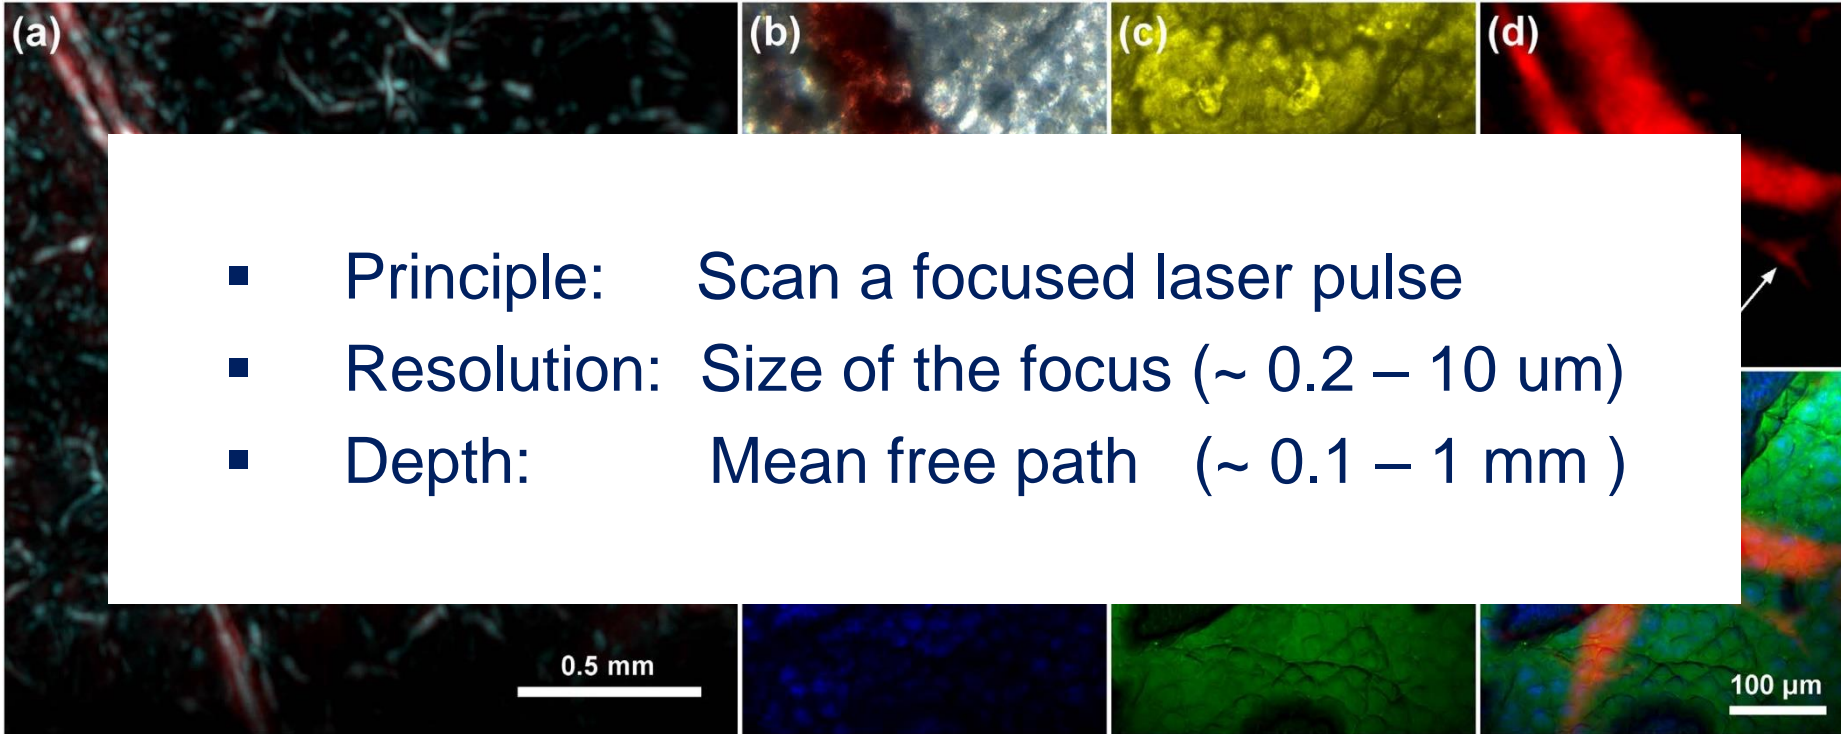 (a)
(b)
(c)
(d)
▪ Principle: Scan a focused laser pulse
▪ Resolution: Size of the focus (~ 0.2 – 10 um)
▪ Depth: Mean free path (~ 0.1 – 1 mm )
0.5 mm
100 µm